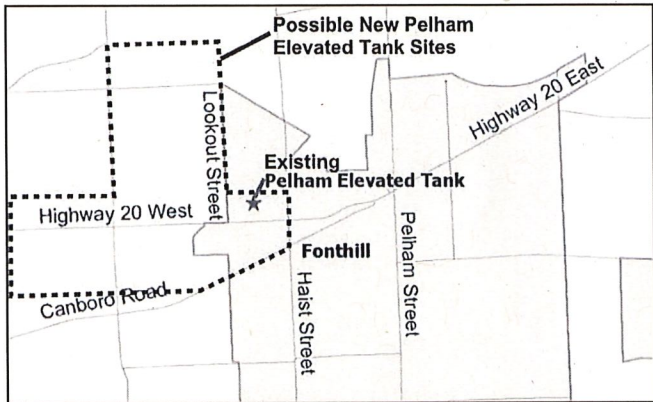 Possible New Pelham
Elevated Tank Sites
Highway 20 East
Lookout Street
Existing
Pelham Elevated Tank
Highway 20 West
Pelham Street
Fonthill
Haist Street
Canboro Road